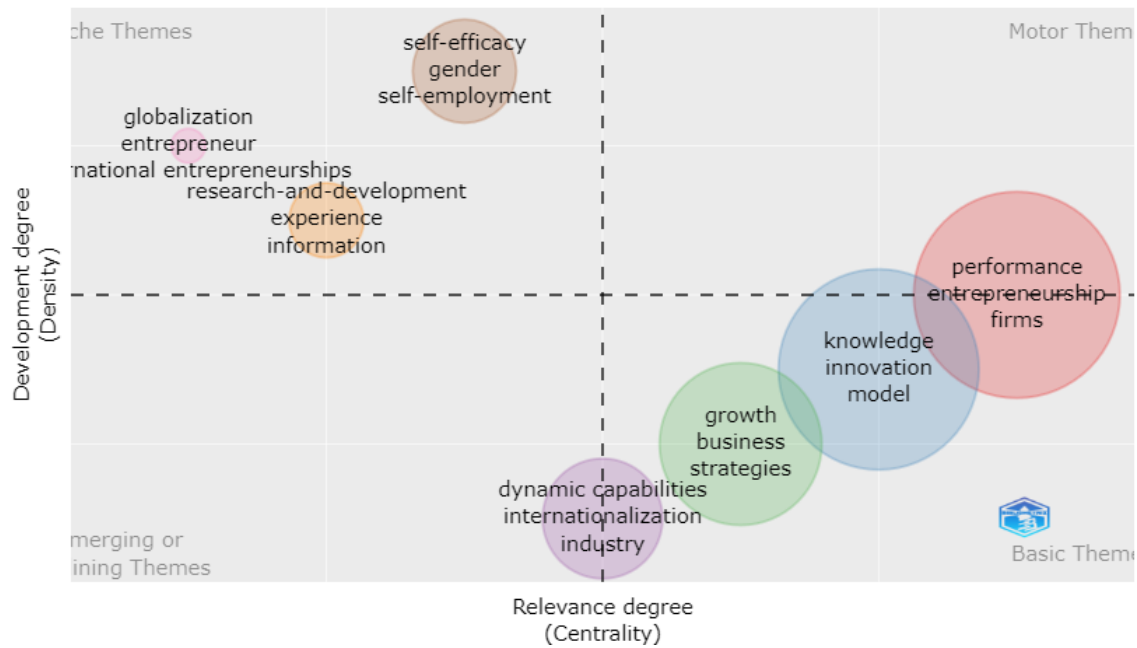 che Themes
Motor Them
self-efficacy
gender
self-employment
globalization
entrepreneur
rnational entrepreneurships
research-and-development
experience
information
performance
entrepreneurship
firms
knowledge
innovation
model
growth
business
strategies
dynamic capabilities
internationalization
industry
merging or
ining Themes
Basic Theme
Development degree
(Density)
Relevance degree
(Centrality)